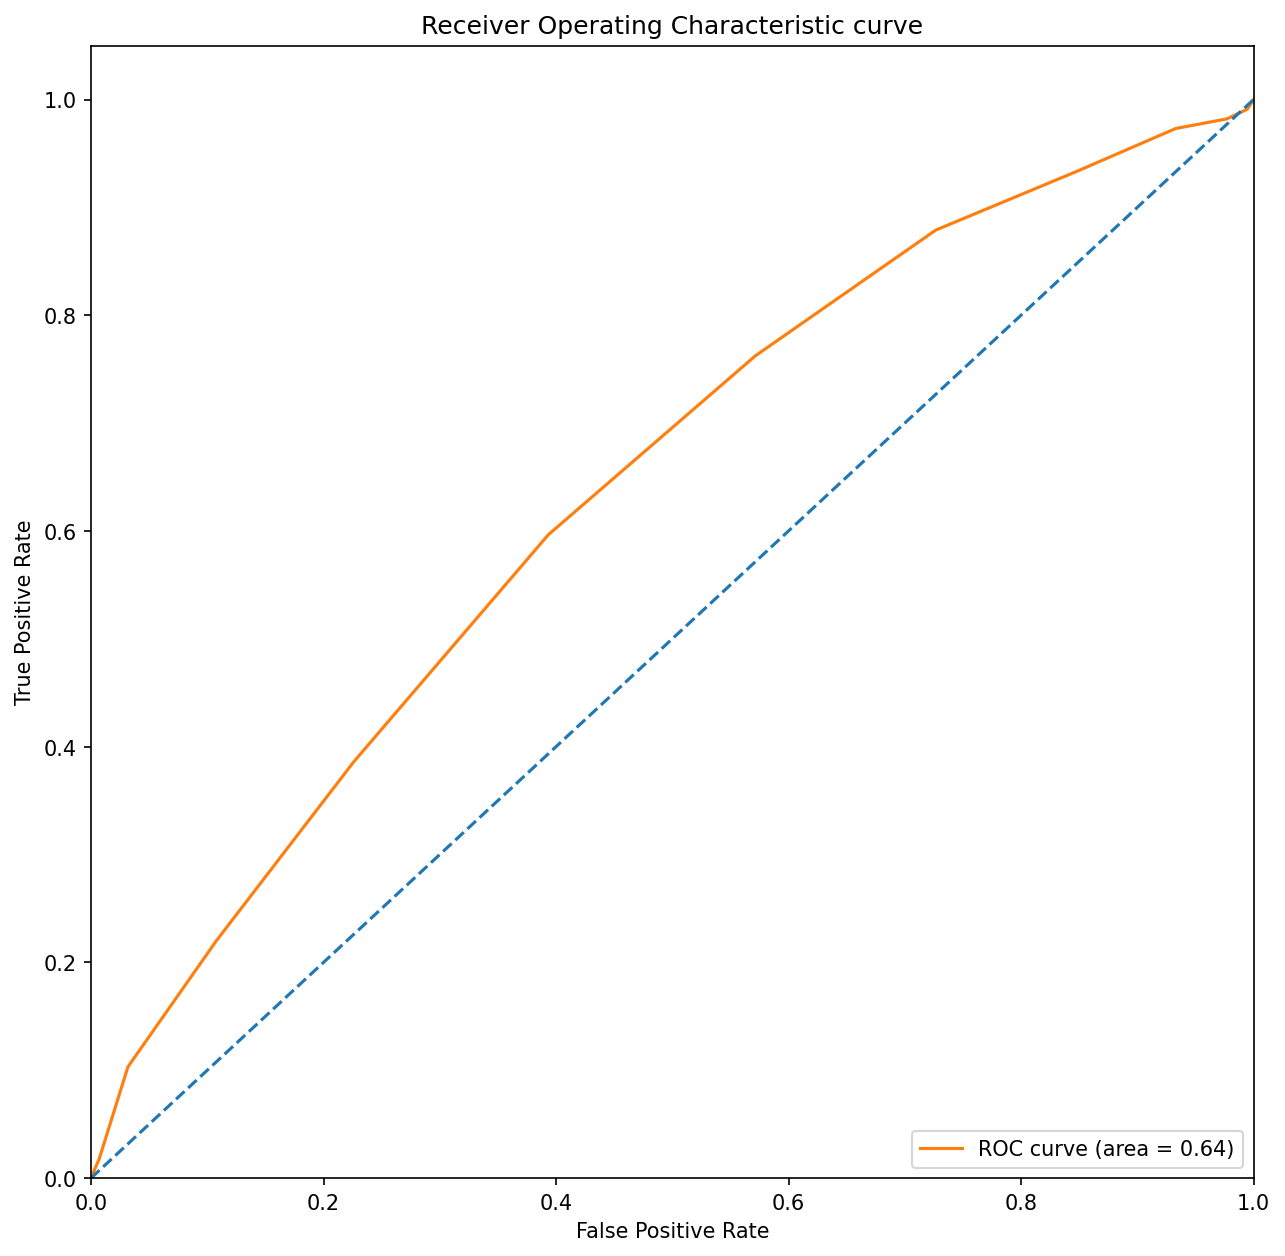 Receiver Operating Characteristic curve
1.0
0.8
0.6
0.4
0.2
0.0
True Positive Rate
ROC curve (area = 0.64)
0.0 0.2 0.4 0.6 0.8 1.0
False Positive Rate